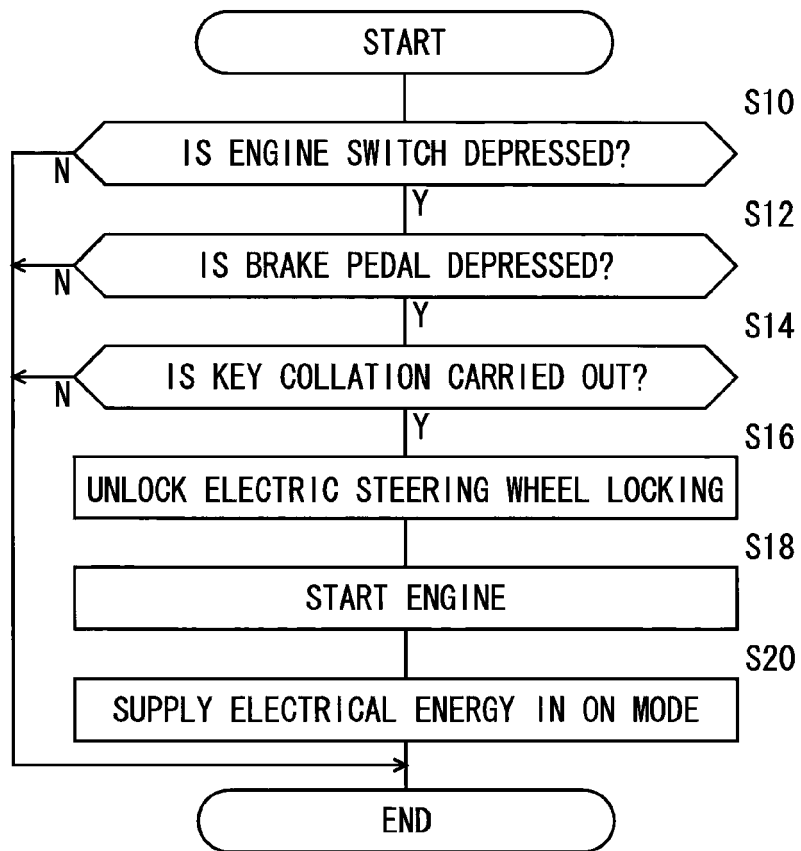 START
S10
IS ENGINE SWITCH DEPRESSED?
N
Y
S12
IS BRAKE PEDAL DEPRESSED?
N
Y
S14
IS KEY COLLATION CARRIED OUT?
N
Y
S16
UNLOCK ELECTRIC STEERING WHEEL LOCKING
S18
START ENGINE
S20
SUPPLY ELECTRICAL ENERGY IN ON MODE
END